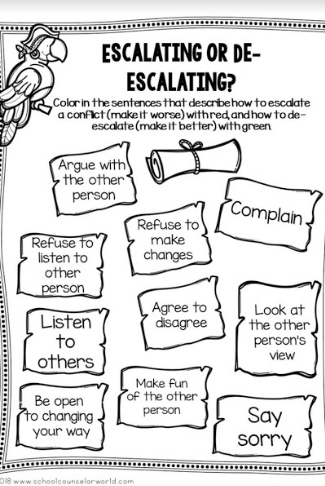 ESCALATING OR DE-
ESCALATING?
Color in the sentences that describe how to escalate
a conflict (make it worse) with red, and how to de-
escalate (make it better) with green.
Argue with
the other
person
Complain
Refuse to
make
changes
Refuse to
listen to
other
person
Agree to
disagree
Look at
the other
person's
view
Listen
to
others
Make fun
of the other
person
Be open
to changing
your way
Say
sorry
018 www.schoolcounselorworld.com